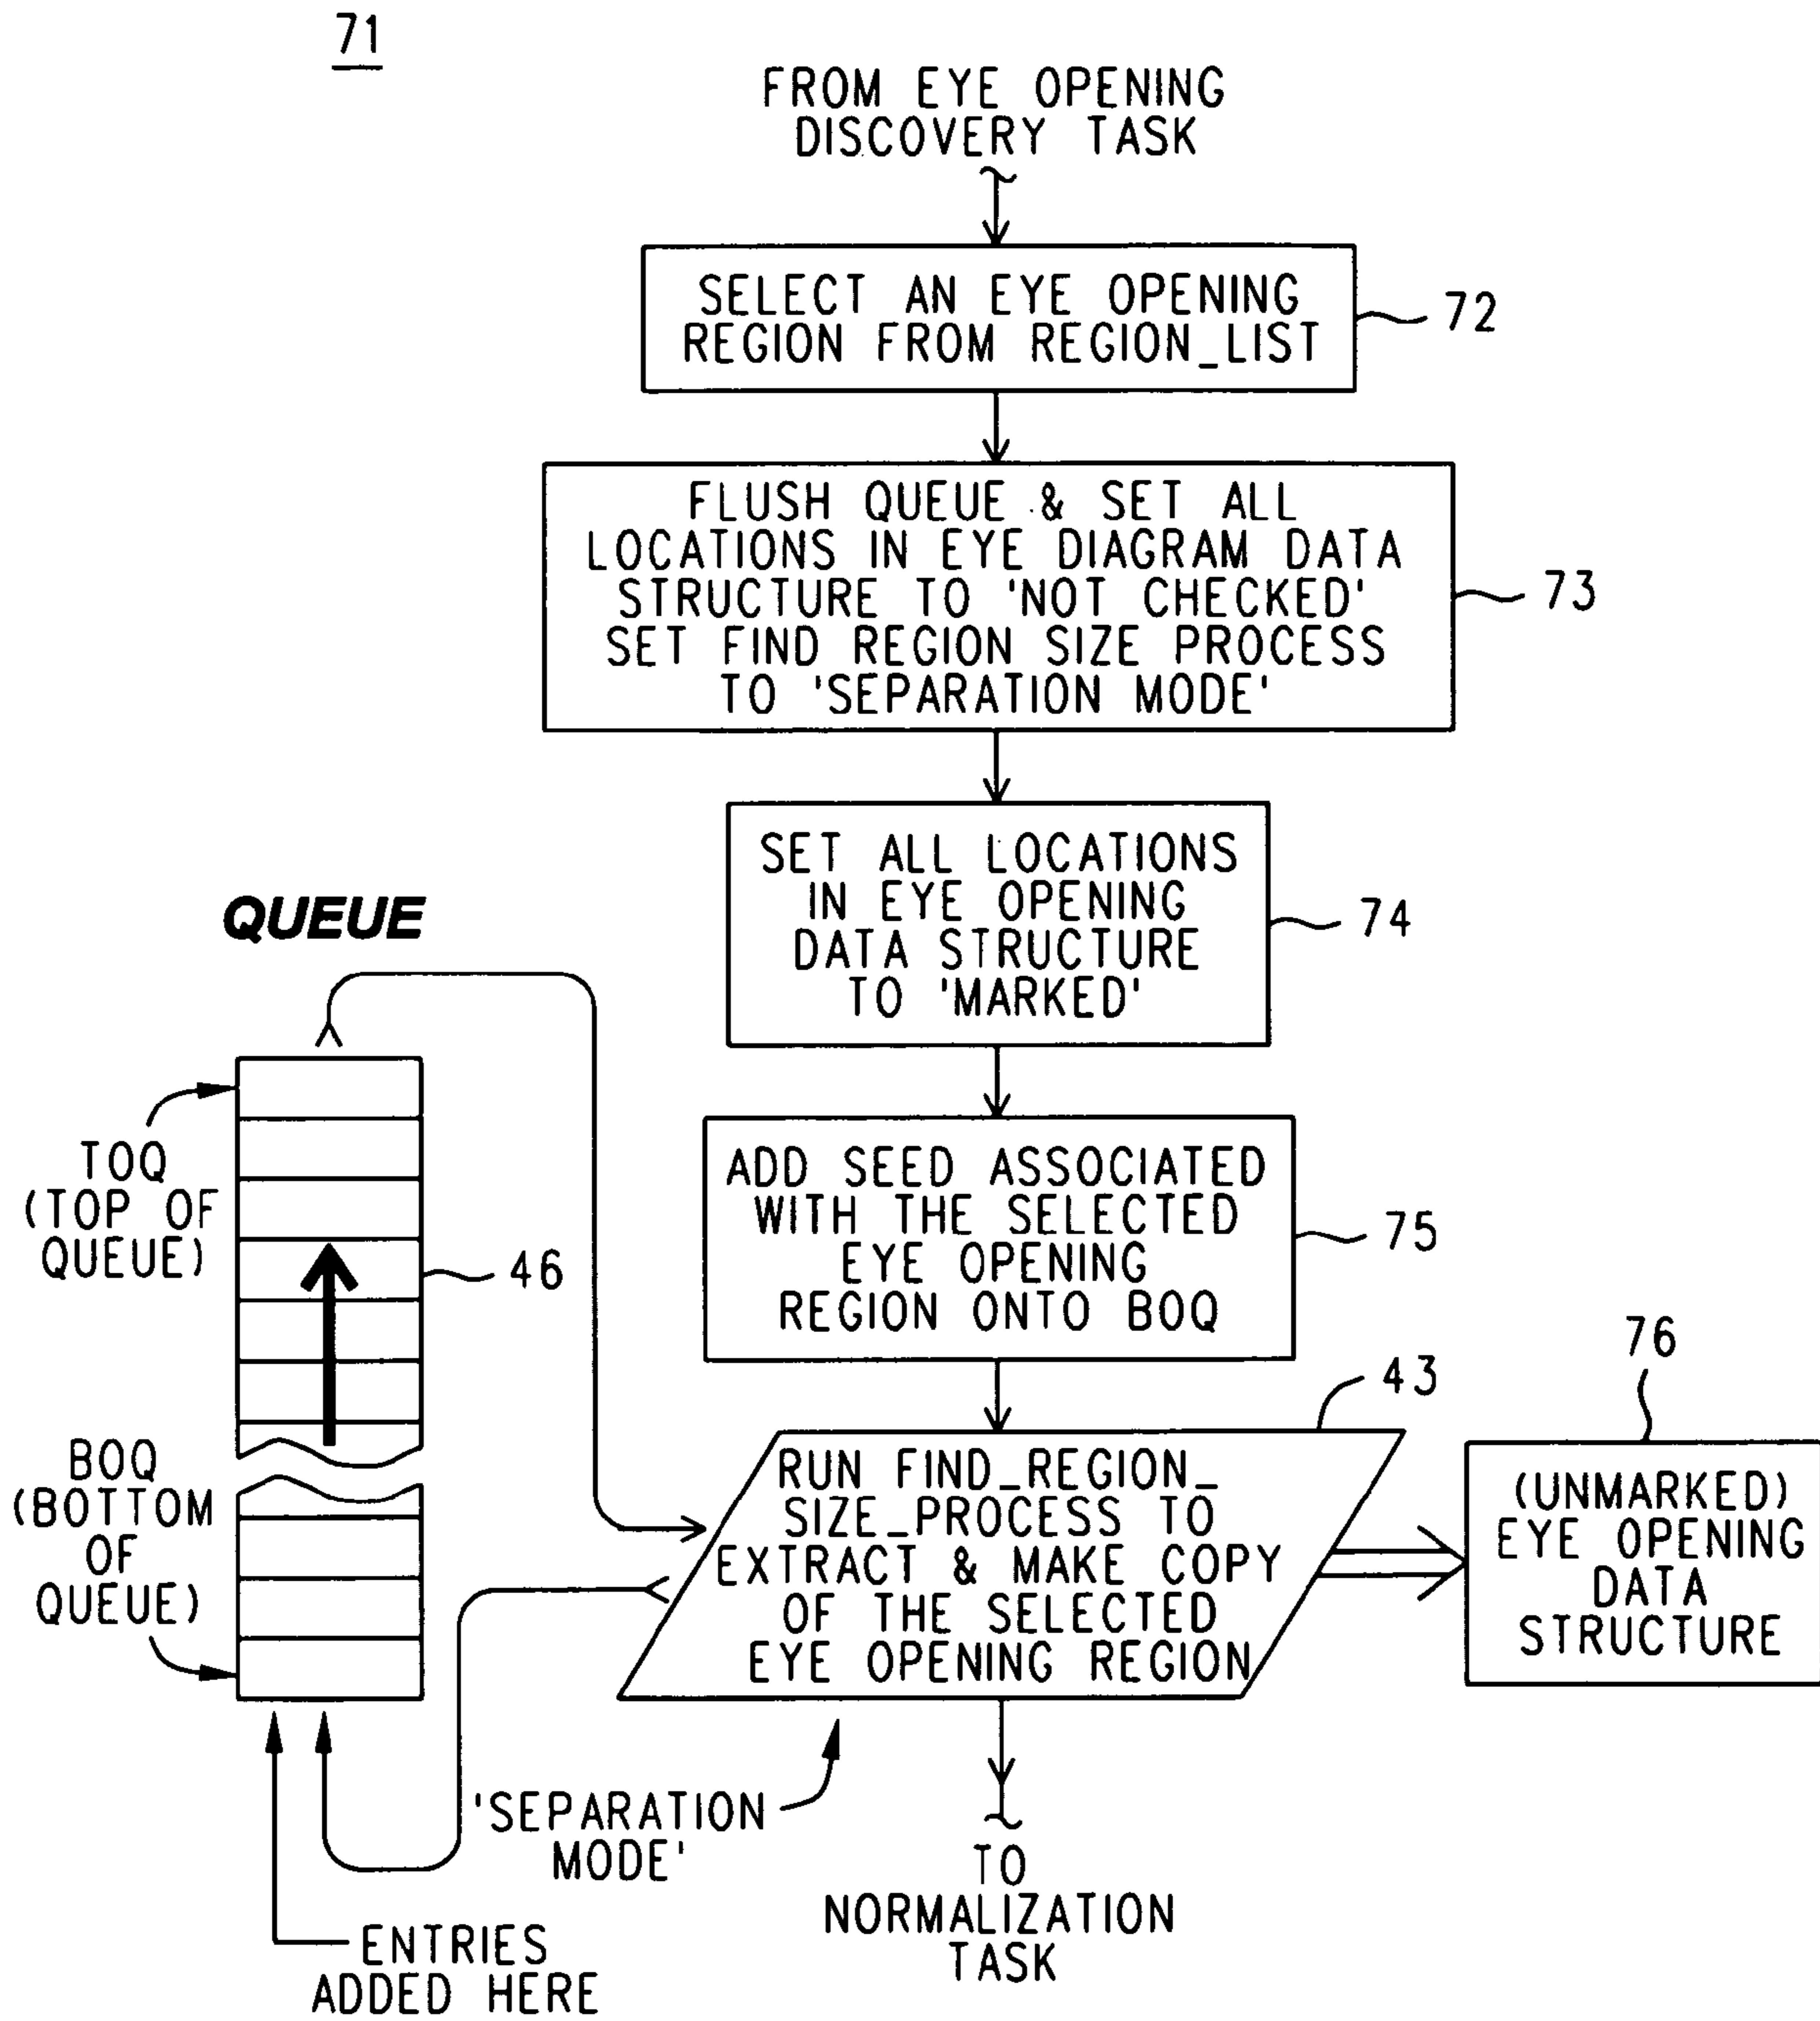 71
FROM EYE OPENING
DISCOVERY TASK
SELECT AN EYE OPENING
REGION FROM REGION_LIST
72
FLUSH QUEUE & SET ALL
LOCATIONS IN EYE DIAGRAM DATA
STRUCTURE TO 'NOT CHECKED'
SET FIND REGION SIZE PROCESS
TO 'SEPARATION MODE'
73
SET ALL LOCATIONS
IN EYE OPENING
DATA STRUCTURE
TO 'MARKED'
74
QUEUE
TOQ
(TOP OF
QUEUE)
46
ADD SEED ASSOCIATED
WITH THE SELECTED
EYE OPENING
REGION ONTO BOQ
75
BOQ
(BOTTOM
OF
QUEUE)
43
RUN FIND_REGION_
SIZE_PROCESS TO
EXTRACT & MAKE COPY
OF THE SELECTED
EYE OPENING REGION
76
(UNMARKED)
EYE OPENING
DATA
STRUCTURE
'SEPARATION
MODE'
TO
NORMALIZATION
TASK
ENTRIES
ADDED HERE